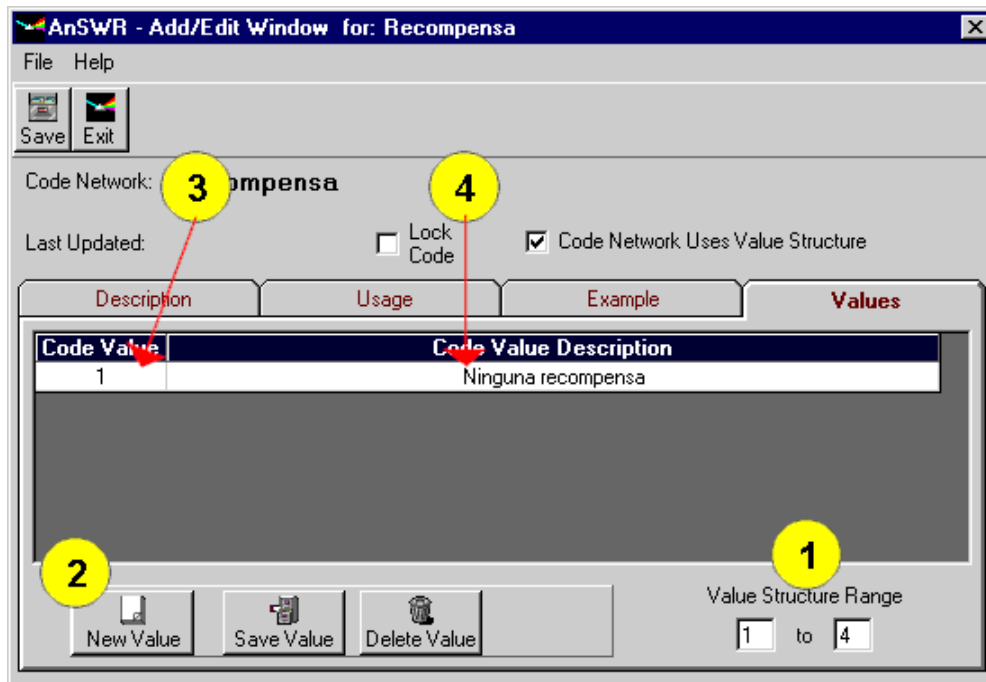 AnSWR - Add/Edit Window for: Recompensa
File Help
Save Exit
Code Network: ompensa
3
4
Last Updated:
Lock
Code
Code Network Uses Value Structure
Description Usage Example Values
Code Value Code Value Description
1 Ninguna recompensa
2
1
New Value Save Value Delete Value
Value Structure Range
1 to 4